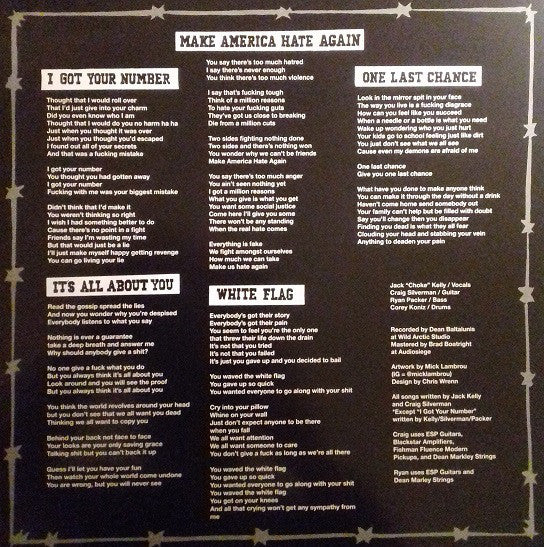 MAKE AMERICA HATE AGAIN
You say there's too much hatred
I say there's never enough
You think there's too much violence
I say that's fucking tough
Think of a million reasons
To hate your fucking guts
They've got us close to breaking
Die from a million cuts
Two sides fighting nothing done
Two sides and there's nothing won
You wonder why we can't be friends
Make America Hate Again
You say there's too much anger
You ain't seen nothing yet
I got a million reasons
What you give is what you get
You want some social justice
Come here I'll give you some
There won't be any standing
When the real hate comes
Everything is fake
We fight amongst ourselves
How much we can take
Make us hate again
I GOT YOUR NUMBER
Thought that I would roll over
That I'd just give into your charm
Did you even know who I am
Thought that I would do you no harm ha ha
Just when you thought it was over
Just when you thought you'd escaped
I found out all of your secrets
And that was a fucking mistake
I got your number
You thought you had gotten away
I got your number
Fucking with me was your biggest mistake
Didn't think that I'd make it
You weren't thinking so right
I wish I had something better to do
Cause there's no point in a fight
Friends say I'm wasting my time
But that would just be a lie
I'll just make myself happy getting revenge
You can go living your lie
IT'S ALL ABOUT YOU
Read the gossip spread the lies
And now you wonder why you're despised
Everybody listens to what you say
Nothing is ever a guarantee
take a deep breath and answer me
Why should anybody give a shit?
No one give a fuck what you do
But you always think it's all about you
Look around and you will see the proof
But you always think it's all about you
You think the world revolves around your head
but you don't see that we all want you dead
Thinking we all want to copy you
Behind your back not face to face
Your looks are your only saving grace
Talking shit but you can't back it up
Guess I'll let you have your fun
Then watch your whole world come undone
You are wrong, but you will never see
WHITE FLAG
Everybody's got their story
Everybody's got their pain
You seem to feel you're the only one
that threw their life down the drain
It's not that you tried
It's not that you failed
It's just you gave up and you decided to bail
You waved the white flag
You gave up so quick
You wanted everyone to go along with your shit
Cry into your pillow
Whine on your wall
Just don't expect anyone to be there
when you fall
We all want attention
We all want someone to care
You don't give a fuck as long as we're all there
You waved the white flag
You gave up so quick
You wanted everyone to go along with your shit
You waved the white flag
You got on your knees
And all that crying won't get any sympathy from
me
ONE LAST CHANCE
Look in the mirror spit in your face
The way you live is a fucking disgrace
How can you feel like you succeed
When a needle or a bottle is what you need
Wake up wondering who you just hurt
Your kids go to school feeling just like dirt
You just don't see what we all see
Cause even my demons are afraid of me
One last chance
Give you one last chance
What have you done to make anyone think
You can make it through the day without a drink
Haven't come home send somebody out
Your family can't help but be filled with doubt
Say you'll change then you disappear
Finding you dead is what they all fear
Clouding your head and stabbing your vein
Anything to deaden your pain
Jack "Choke" Kelly / Vocals
Craig Silverman / Guitar
Ryan Packer / Bass
Corey Koniz / Drums
Recorded by Dean Baltalunis
at Wild Arctic Studio
Mastered by Brad Boatright
at Audiosiege
Artwork by Mick Lambrou
(IG = @micklambrou)
Design by Chris Wrenn
All songs written by Jack Kelly
and Craig Silverman
*Except "I Got Your Number"
written by Kelly/Silverman/Packer
Craig uses ESP Guitars,
Blackstar Amplifiers,
Fishman Fluence Modern
Pickups, and Dean Markley Strings
Ryan uses ESP Guitars and
Dean Marley Strings